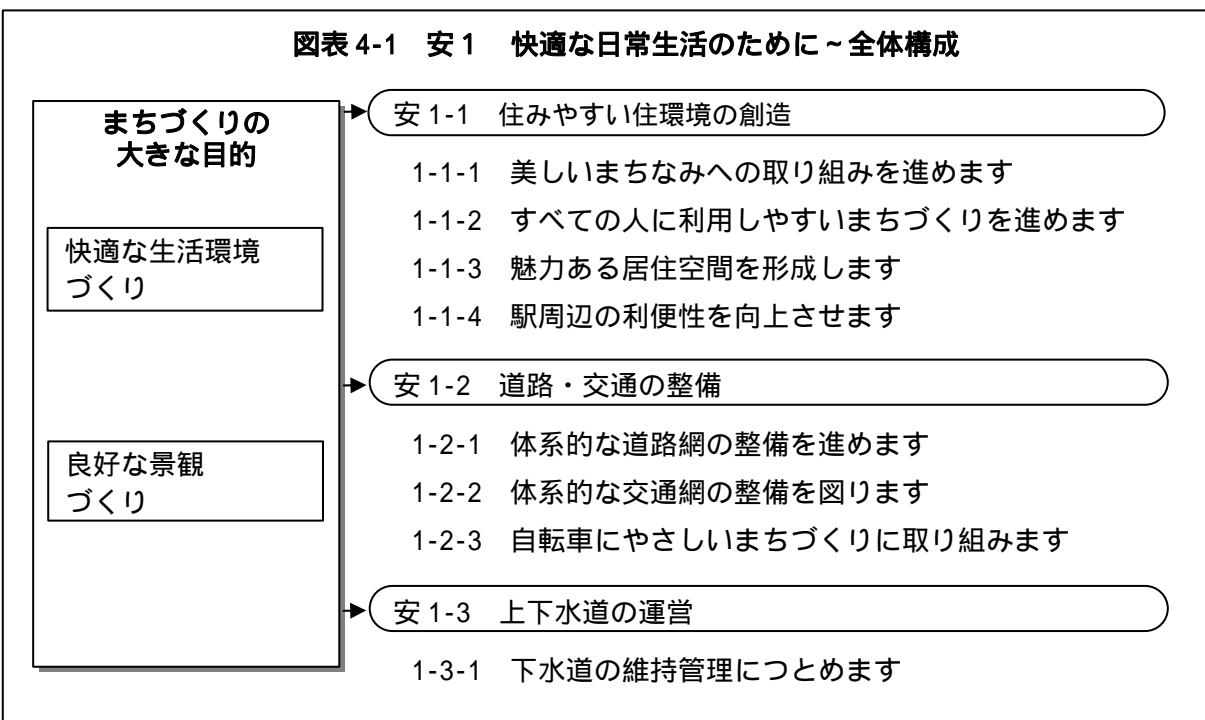 図表 4-1 安 1 快適な日常生活のために~全体構成
まちづくりの
大きな目的
快適な生活環境
づくり
良好な景観
づくり
安 1-1 住みやすい住環境の創造
1-1-1 美しいまちなみへの取り組みを進めます
1-1-2 すべての人に利用しやすいまちづくりを進めます
1-1-3 魅力ある居住空間を形成します
1-1-4 駅周辺の利便性を向上させます
安 1-2 道路・交通の整備
1-2-1 体系的な道路網の整備を進めます
1-2-2 体系的な交通網の整備を図ります
1-2-3 自転車にやさしいまちづくりに取り組みます
安 1-3 上下水道の運営
1-3-1 下水道の維持管理につとめます